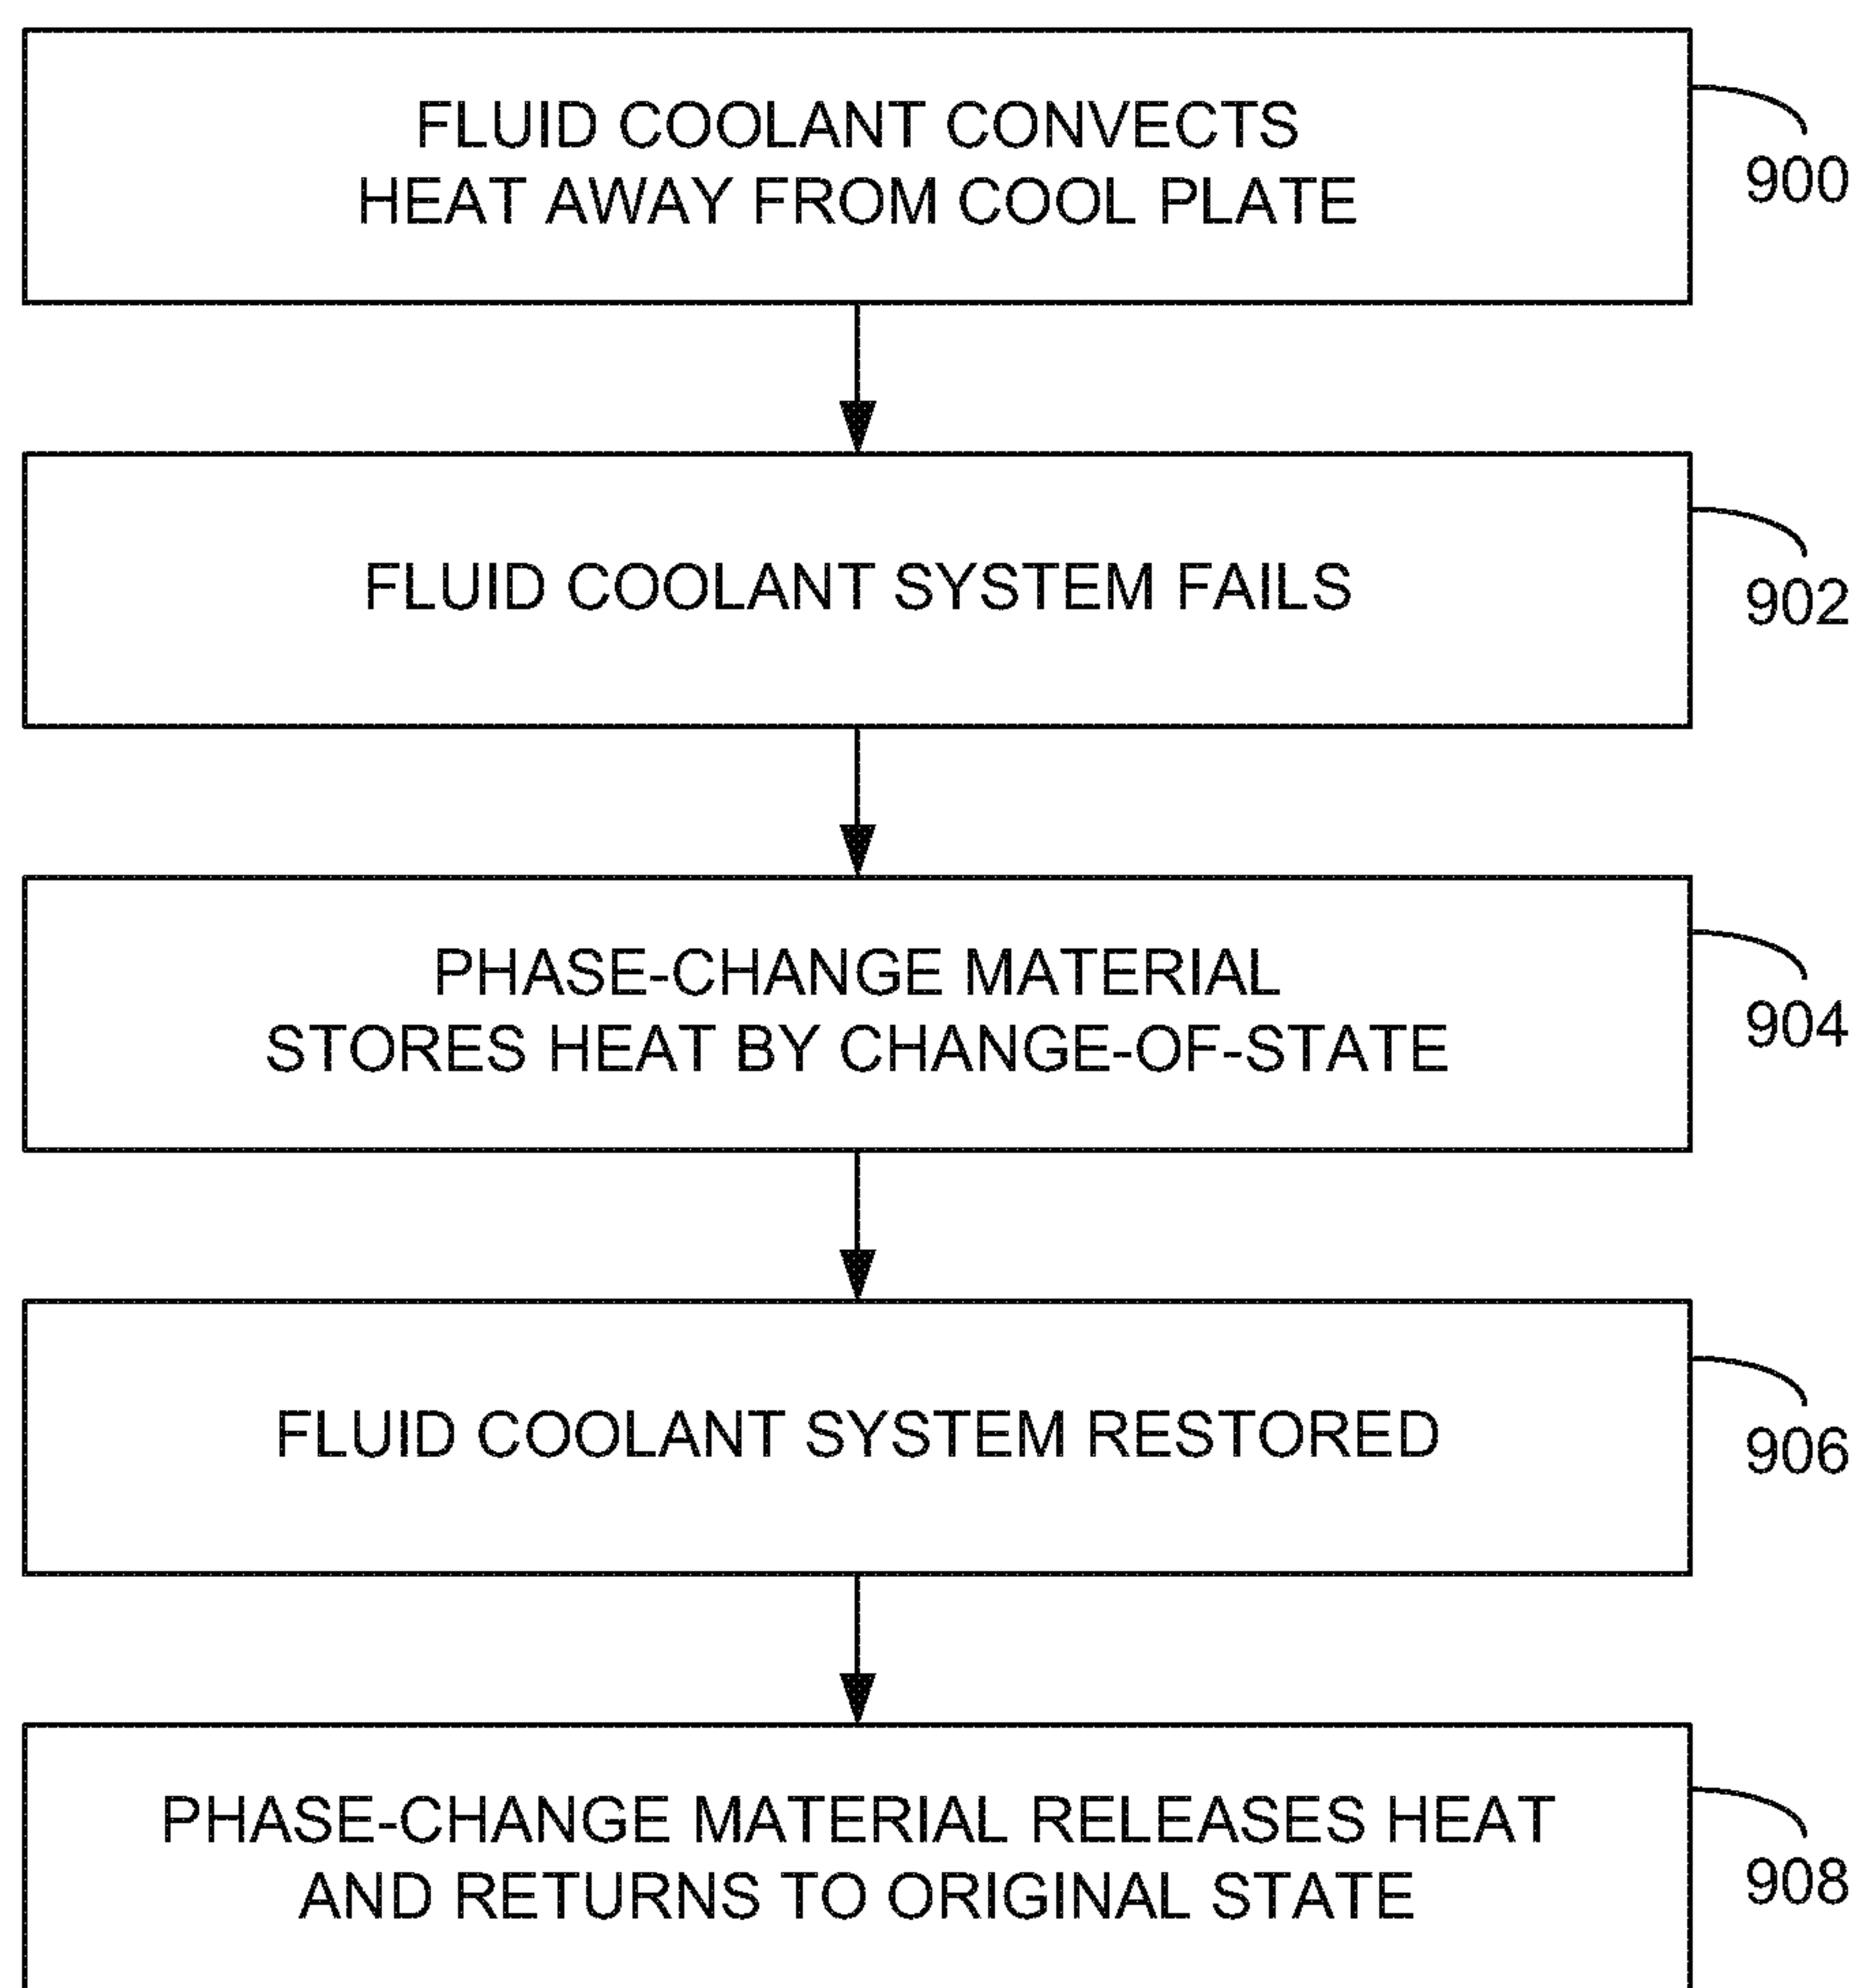 FLUID COOLANT CONVECTS
HEAT AWAY FROM COOL PLATE
900
FLUID COOLANT SYSTEM FAILS
902
PHASE-CHANGE MATERIAL
STORES HEAT BY CHANGE-OF-STATE
904
FLUID COOLANT SYSTEM RESTORED
906
PHASE-CHANGE MATERIAL RELEASES HEAT
AND RETURNS TO ORIGINAL STATE
908